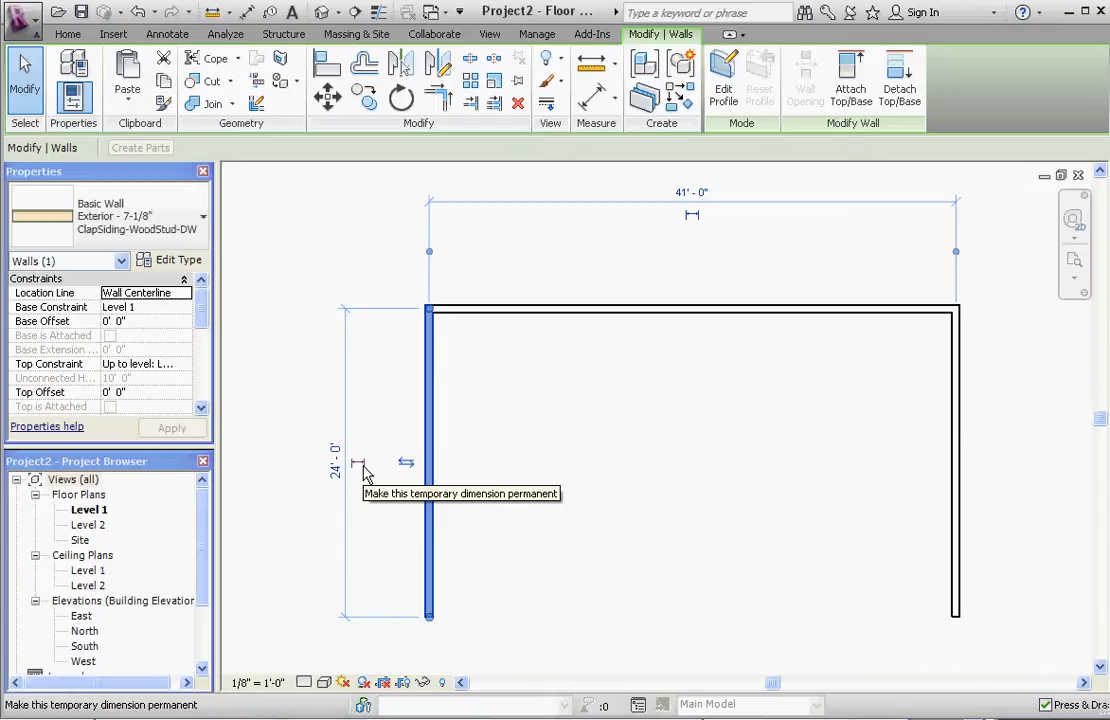 Project2 - Floor ...
Type a keyword or phrase
Sign In
Home Insert Annotate Analyze Structure Massing & Site Collaborate View Manage Add-Ins Modify | Walls
Cope
Cut
Join
Modify
Paste
Edit
Profile
Reset
Profile
Wall
Opening
Attach
Top/Base
Detach
Top/Base
Select Properties Clipboard Geometry Modify View Measure Create Mode Modify Wall
Modify | Walls Create Parts
Properties
Basic Wall
Exterior - 7-1/8"
ClapSiding-WoodStud-DW
Walls (1) Edit Type
Constraints
Location Line Wall Centerline
Base Constraint Level 1
Base Offset 0' 0"
Base is Attached
Base Extension ... 0' 0"
Top Constraint Up to level: L...
Unconnected H... 10' 0"
Top Offset 0' 0"
Top is Attached
Properties help Apply
Project2 - Project Browser
Views (all)
Floor Plans
Level 1
Level 2
Site
Ceiling Plans
Level 1
Level 2
Elevations (Building Elevation
East
North
South
West
41' - 0"
24' - 0"
2D
Make this temporary dimension permanent
1/8" = 1'-0"
Make this temporary dimension permanent
:0
Main Model
Press & Dra